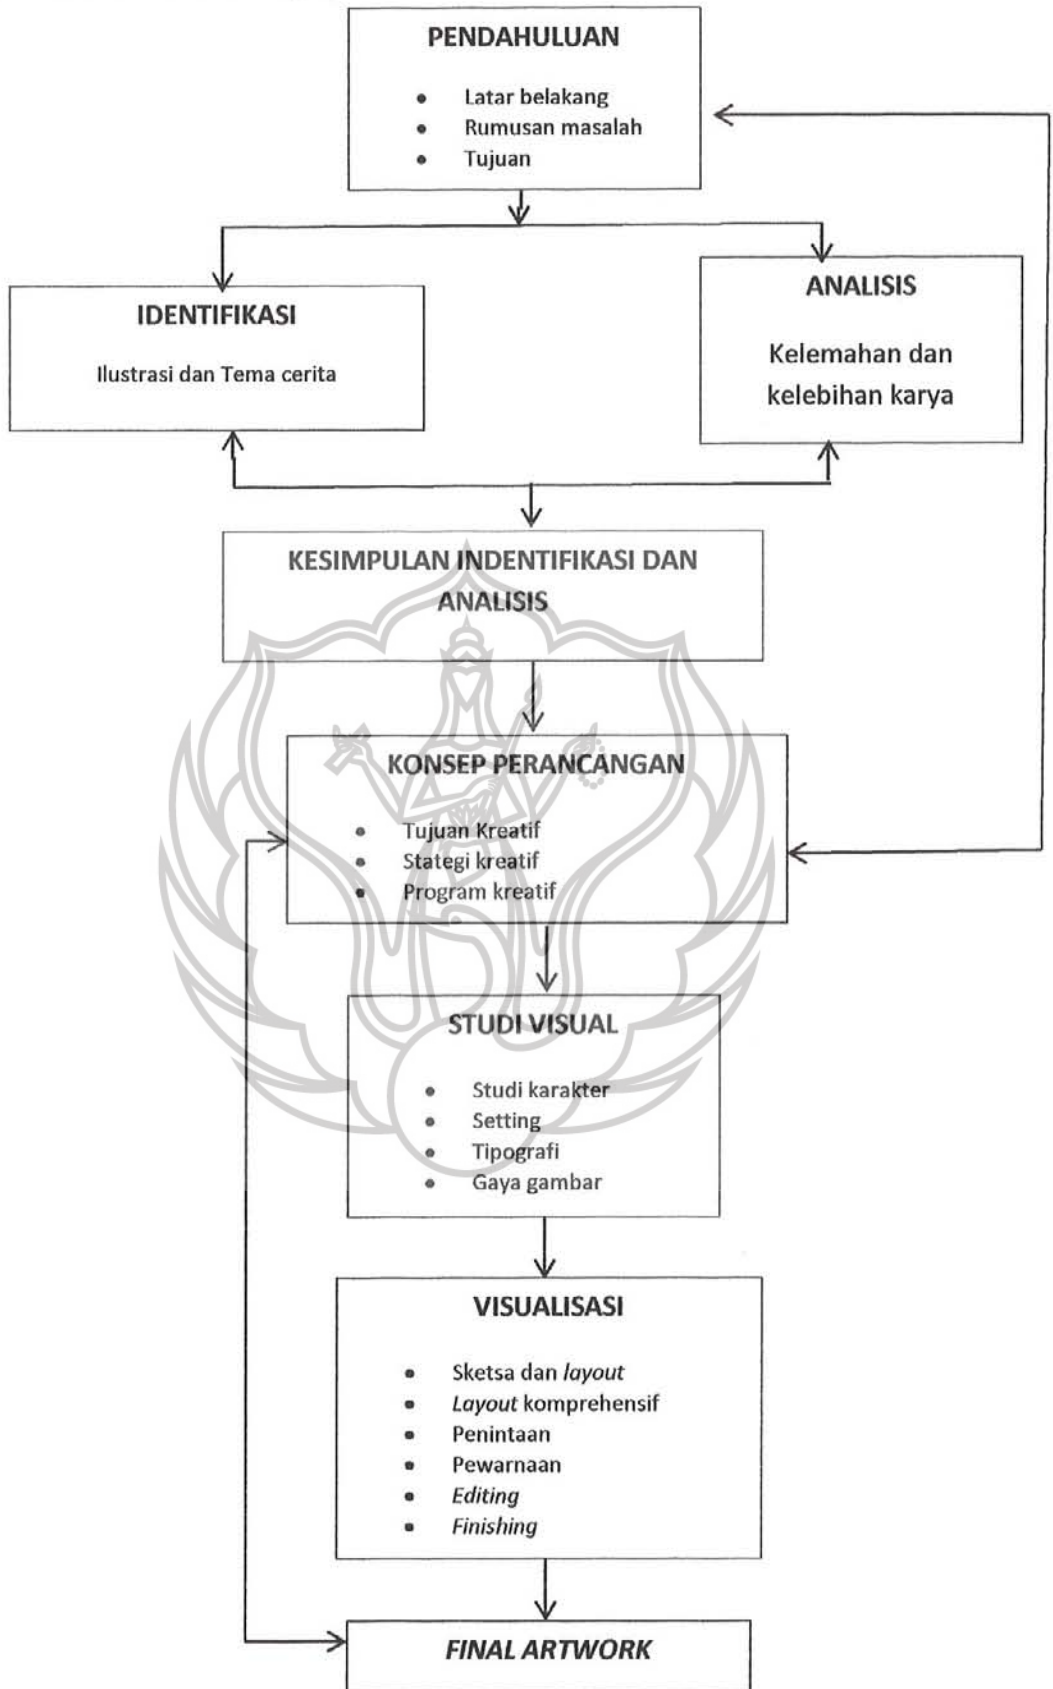 PENDAHULUAN
• Latar belakang
• Rumusan masalah
• Tujuan
IDENTIFIKASI
Ilustrasi dan Tema cerita
ANALISIS
Kelemahan dan
kelebihan karya
KESIMPULAN INDENTIFIKASI DAN
ANALISIS
KONSEP PERANCANGAN
• Tujuan Kreatif
• Stategi kreatif
• Program kreatif
STUDI VISUAL
• Studi karakter
• Setting
• Tipografi
• Gaya gambar
VISUALISASI
• Sketsa dan layout
• Layout komprehensif
• Penintaan
• Pewarnaan
• Editing
• Finishing
FINAL ARTWORK